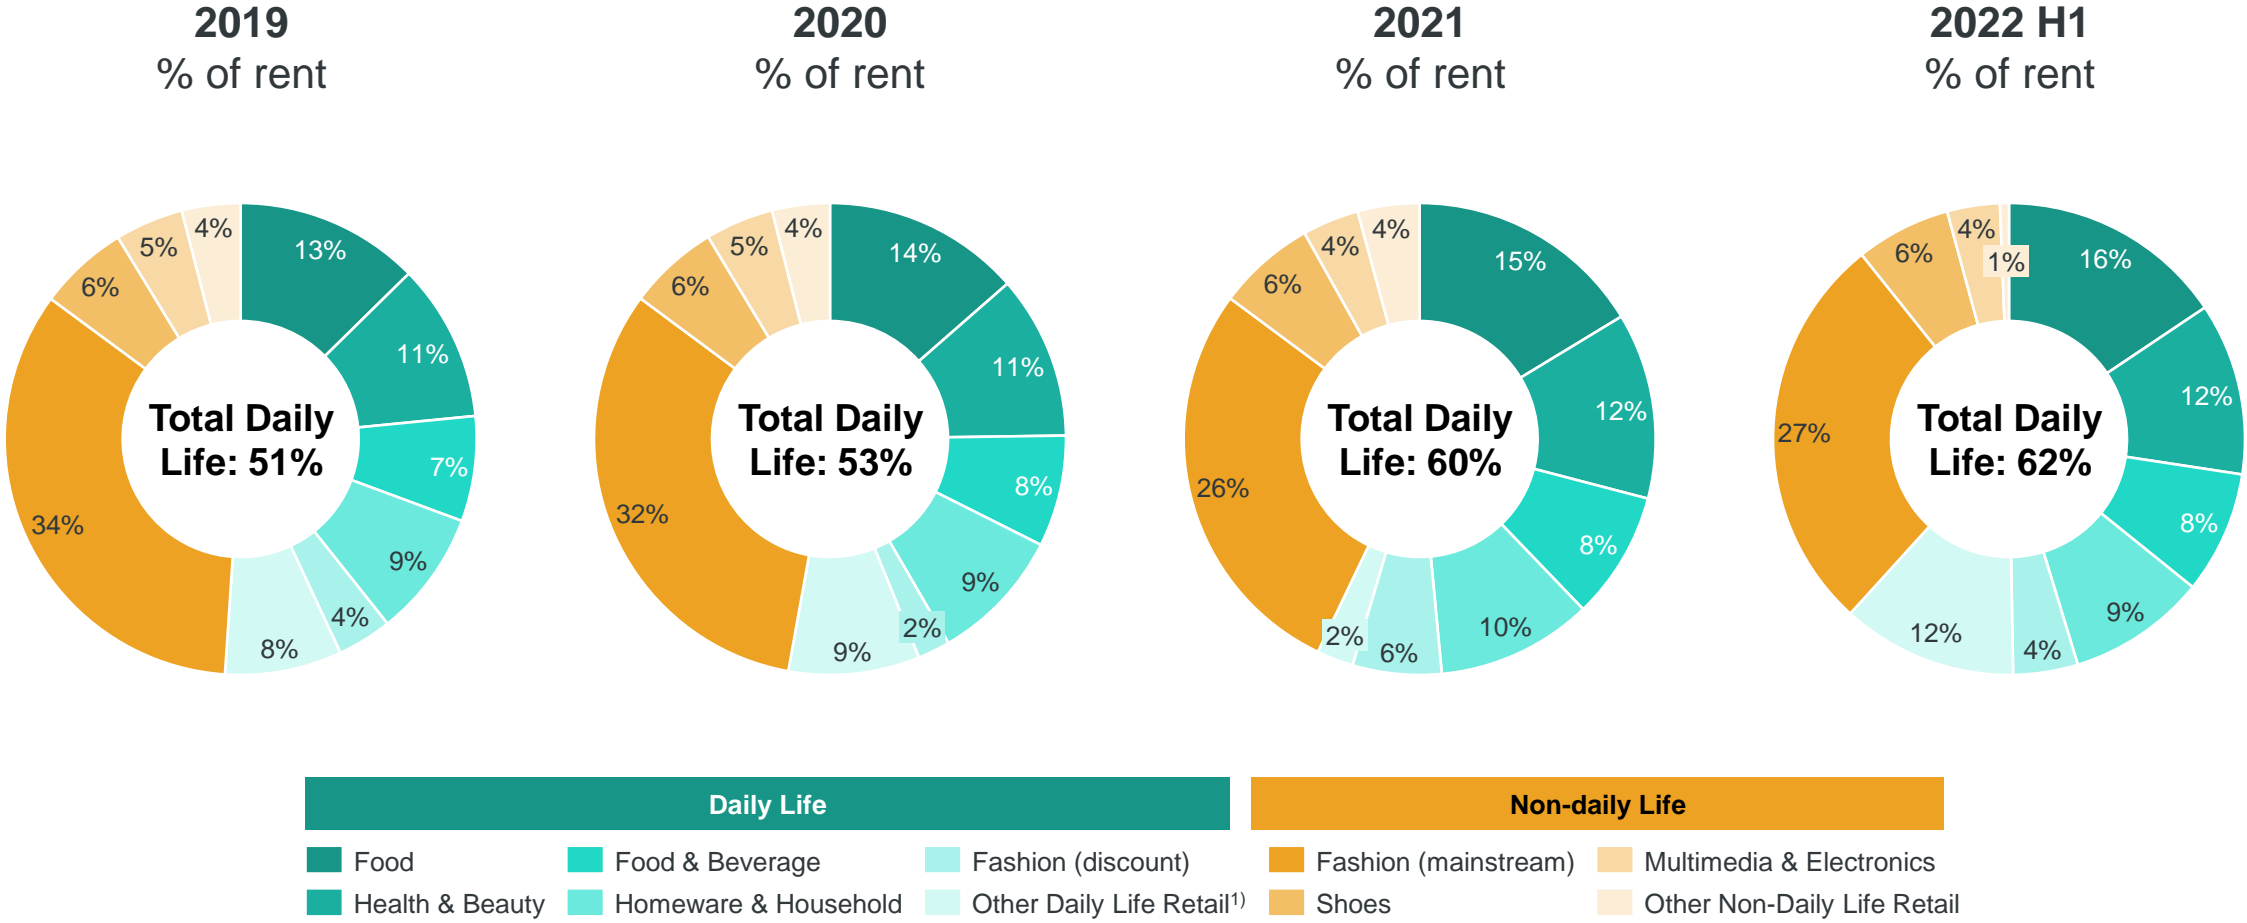 2019
% of rent
2020
% of rent
2021
% of rent
2022 H1
% of rent
4%
13%
5%
6%
11%
Total Daily
Life: 51%
7%
34%
9%
4%
8%
4%
14%
5%
6%
11%
Total Daily
Life: 53%
8%
32%
9%
2%
9%
4%
15%
4%
6%
12%
Total Daily
Life: 60%
26%
8%
10%
2%
6%
4%
1%
16%
6%
12%
Total Daily
Life: 62%
27%
8%
9%
12%
4%
Daily Life
Non-daily Life
Food
Food & Beverage
Fashion (discount)
Fashion (mainstream)
Multimedia & Electronics
Health & Beauty
Homeware & Household
Other Daily Life Retail1)
Shoes
Other Non-Daily Life Retail